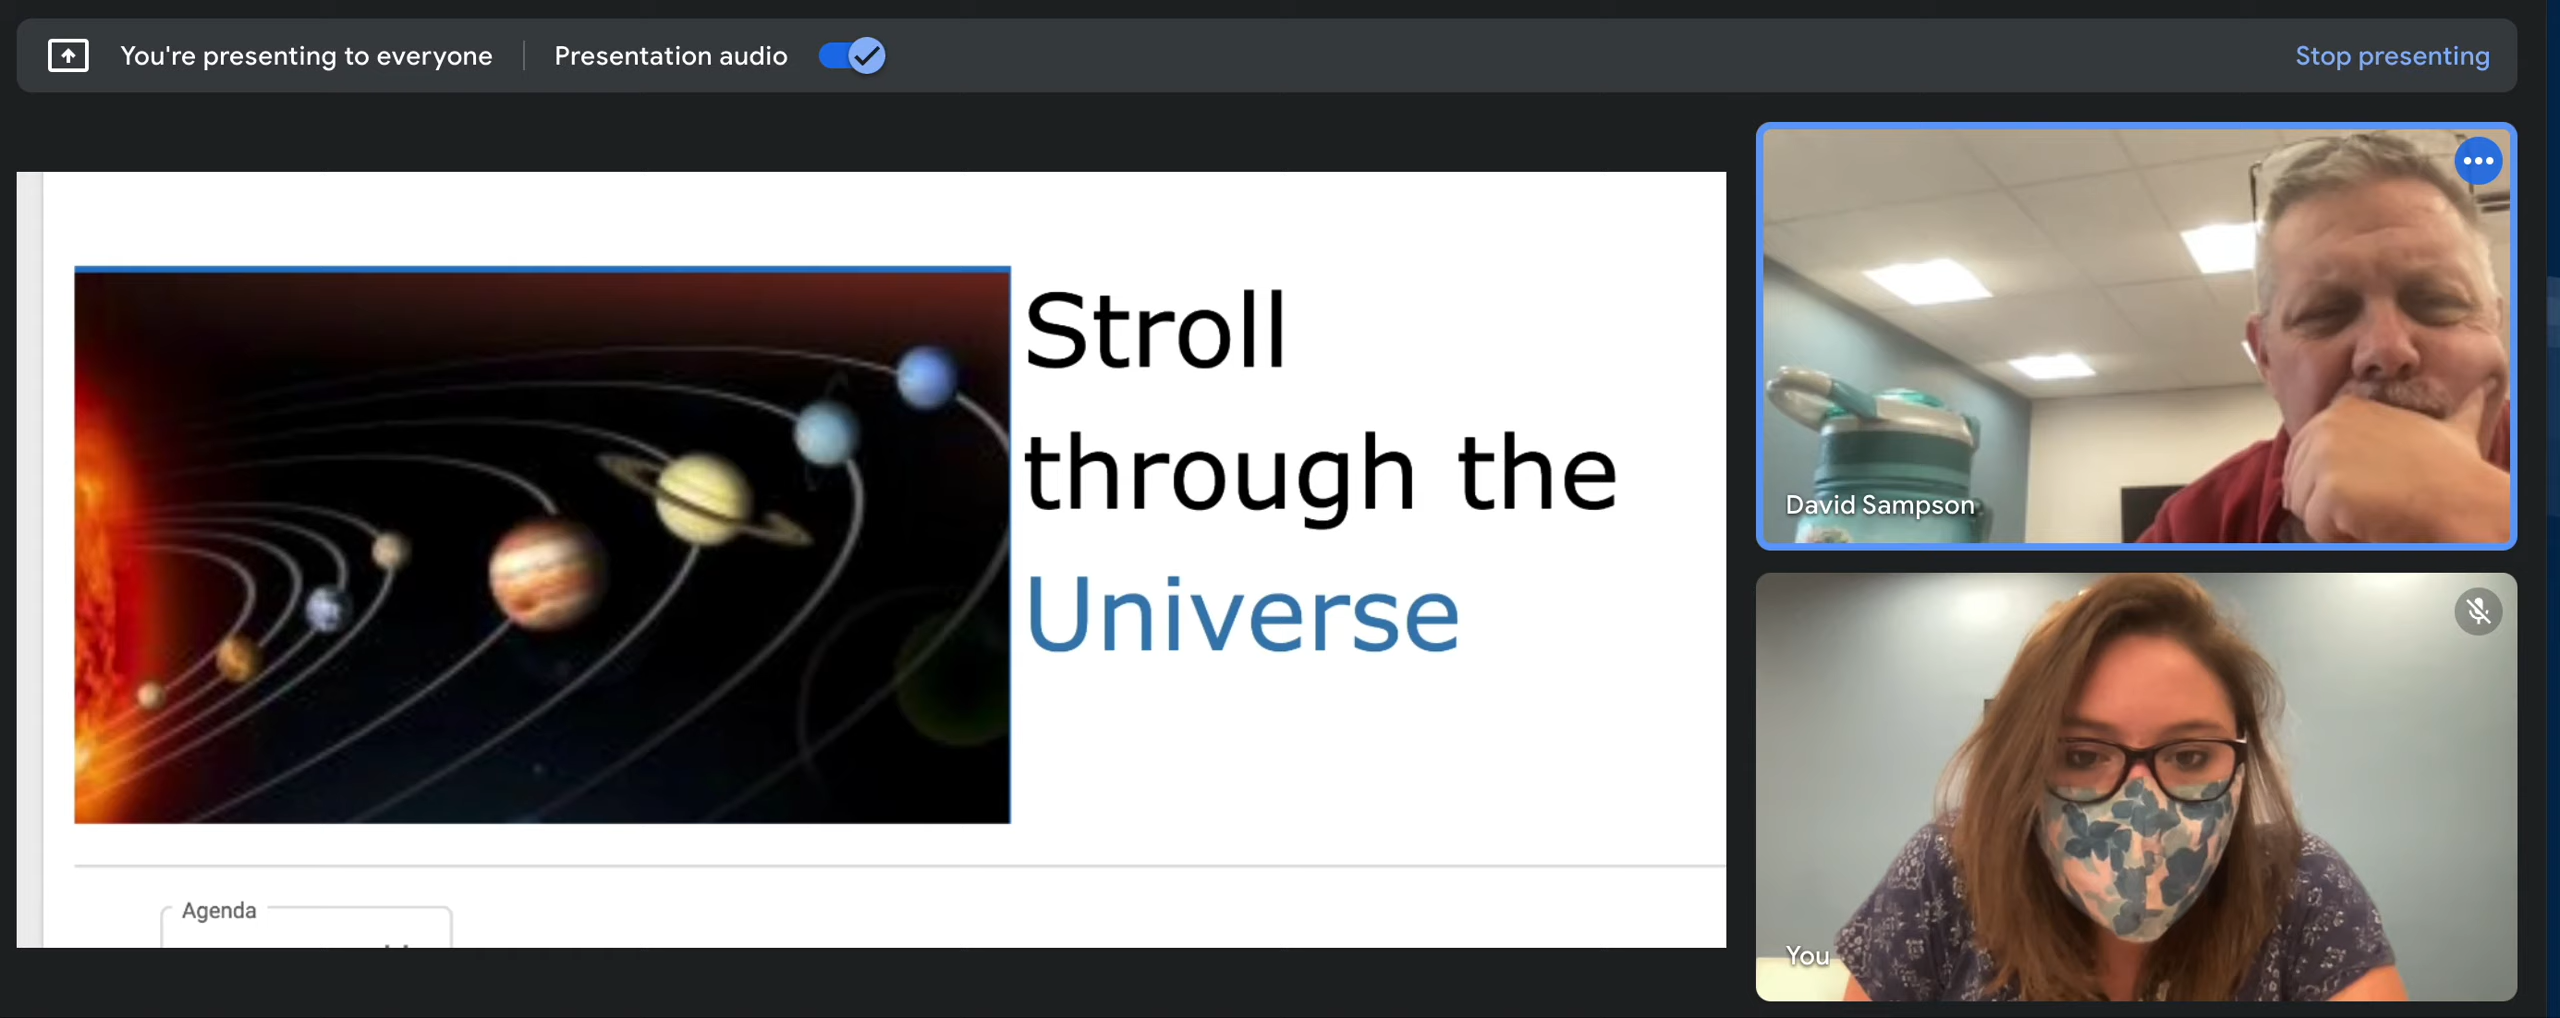 You're presenting to everyone
Presentation audio
Stop presenting
Stroll
through the
Universe
David Sampson
Agenda
You